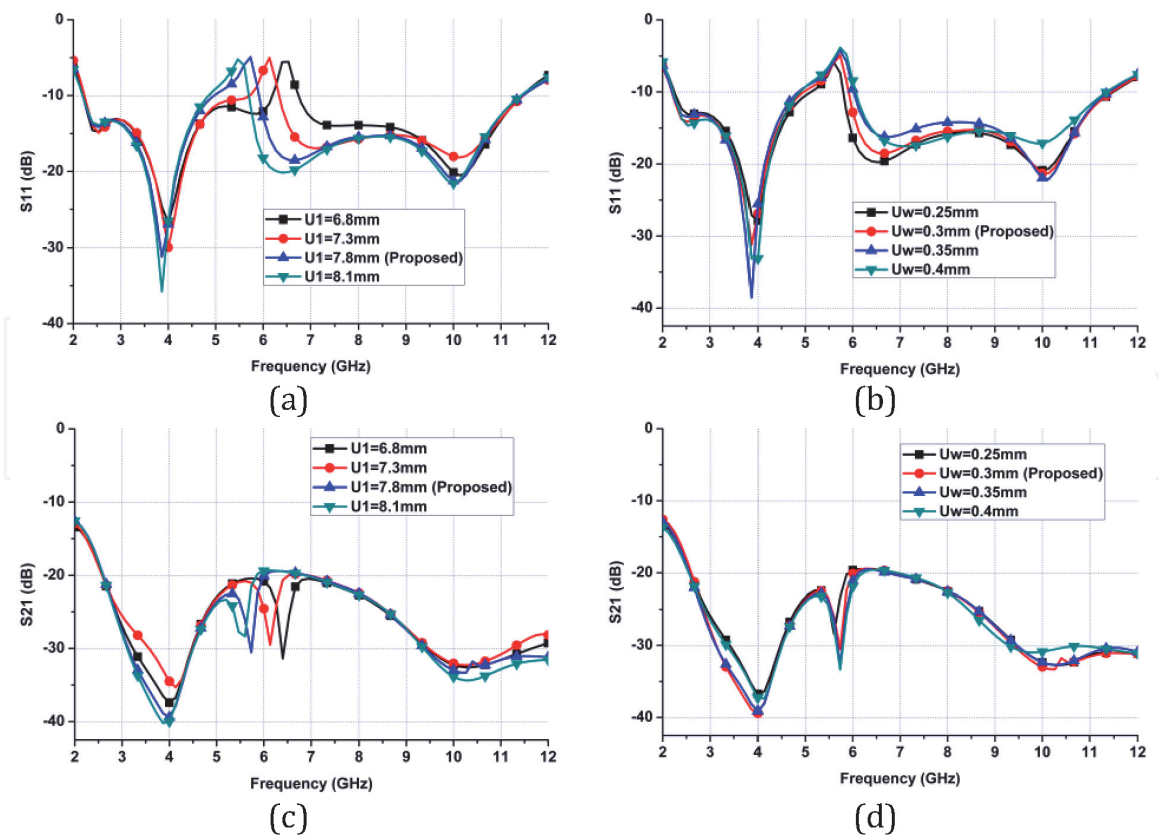 0
-10
-20
-30
-40
S11 (dB)
U1=6.8mm
U1=7.3mm
U1=7.8mm (Proposed)
U1=8.1mm
2 3 4 5 6 7 8 9 10 11 12
Frequency (GHz)
(a)
0
-10
-20
-30
-40
S11 (dB)
Uw=0.25mm
Uw=0.3mm (Proposed)
Uw=0.35mm
Uw=0.4mm
2 3 4 5 6 7 8 9 10 11 12
Frequency (GHz)
(b)
0
-10
-20
-30
-40
S21 (dB)
U1=6.8mm
U1=7.3mm
U1=7.8mm (Proposed)
U1=8.1mm
2 3 4 5 6 7 8 9 10 11 12
Frequency (GHz)
(c)
0
-10
-20
-30
-40
S21 (dB)
Uw=0.25mm
Uw=0.3mm (Proposed)
Uw=0.35mm
Uw=0.4mm
2 3 4 5 6 7 8 9 10 11 12
Frequency (GHz)
(d)